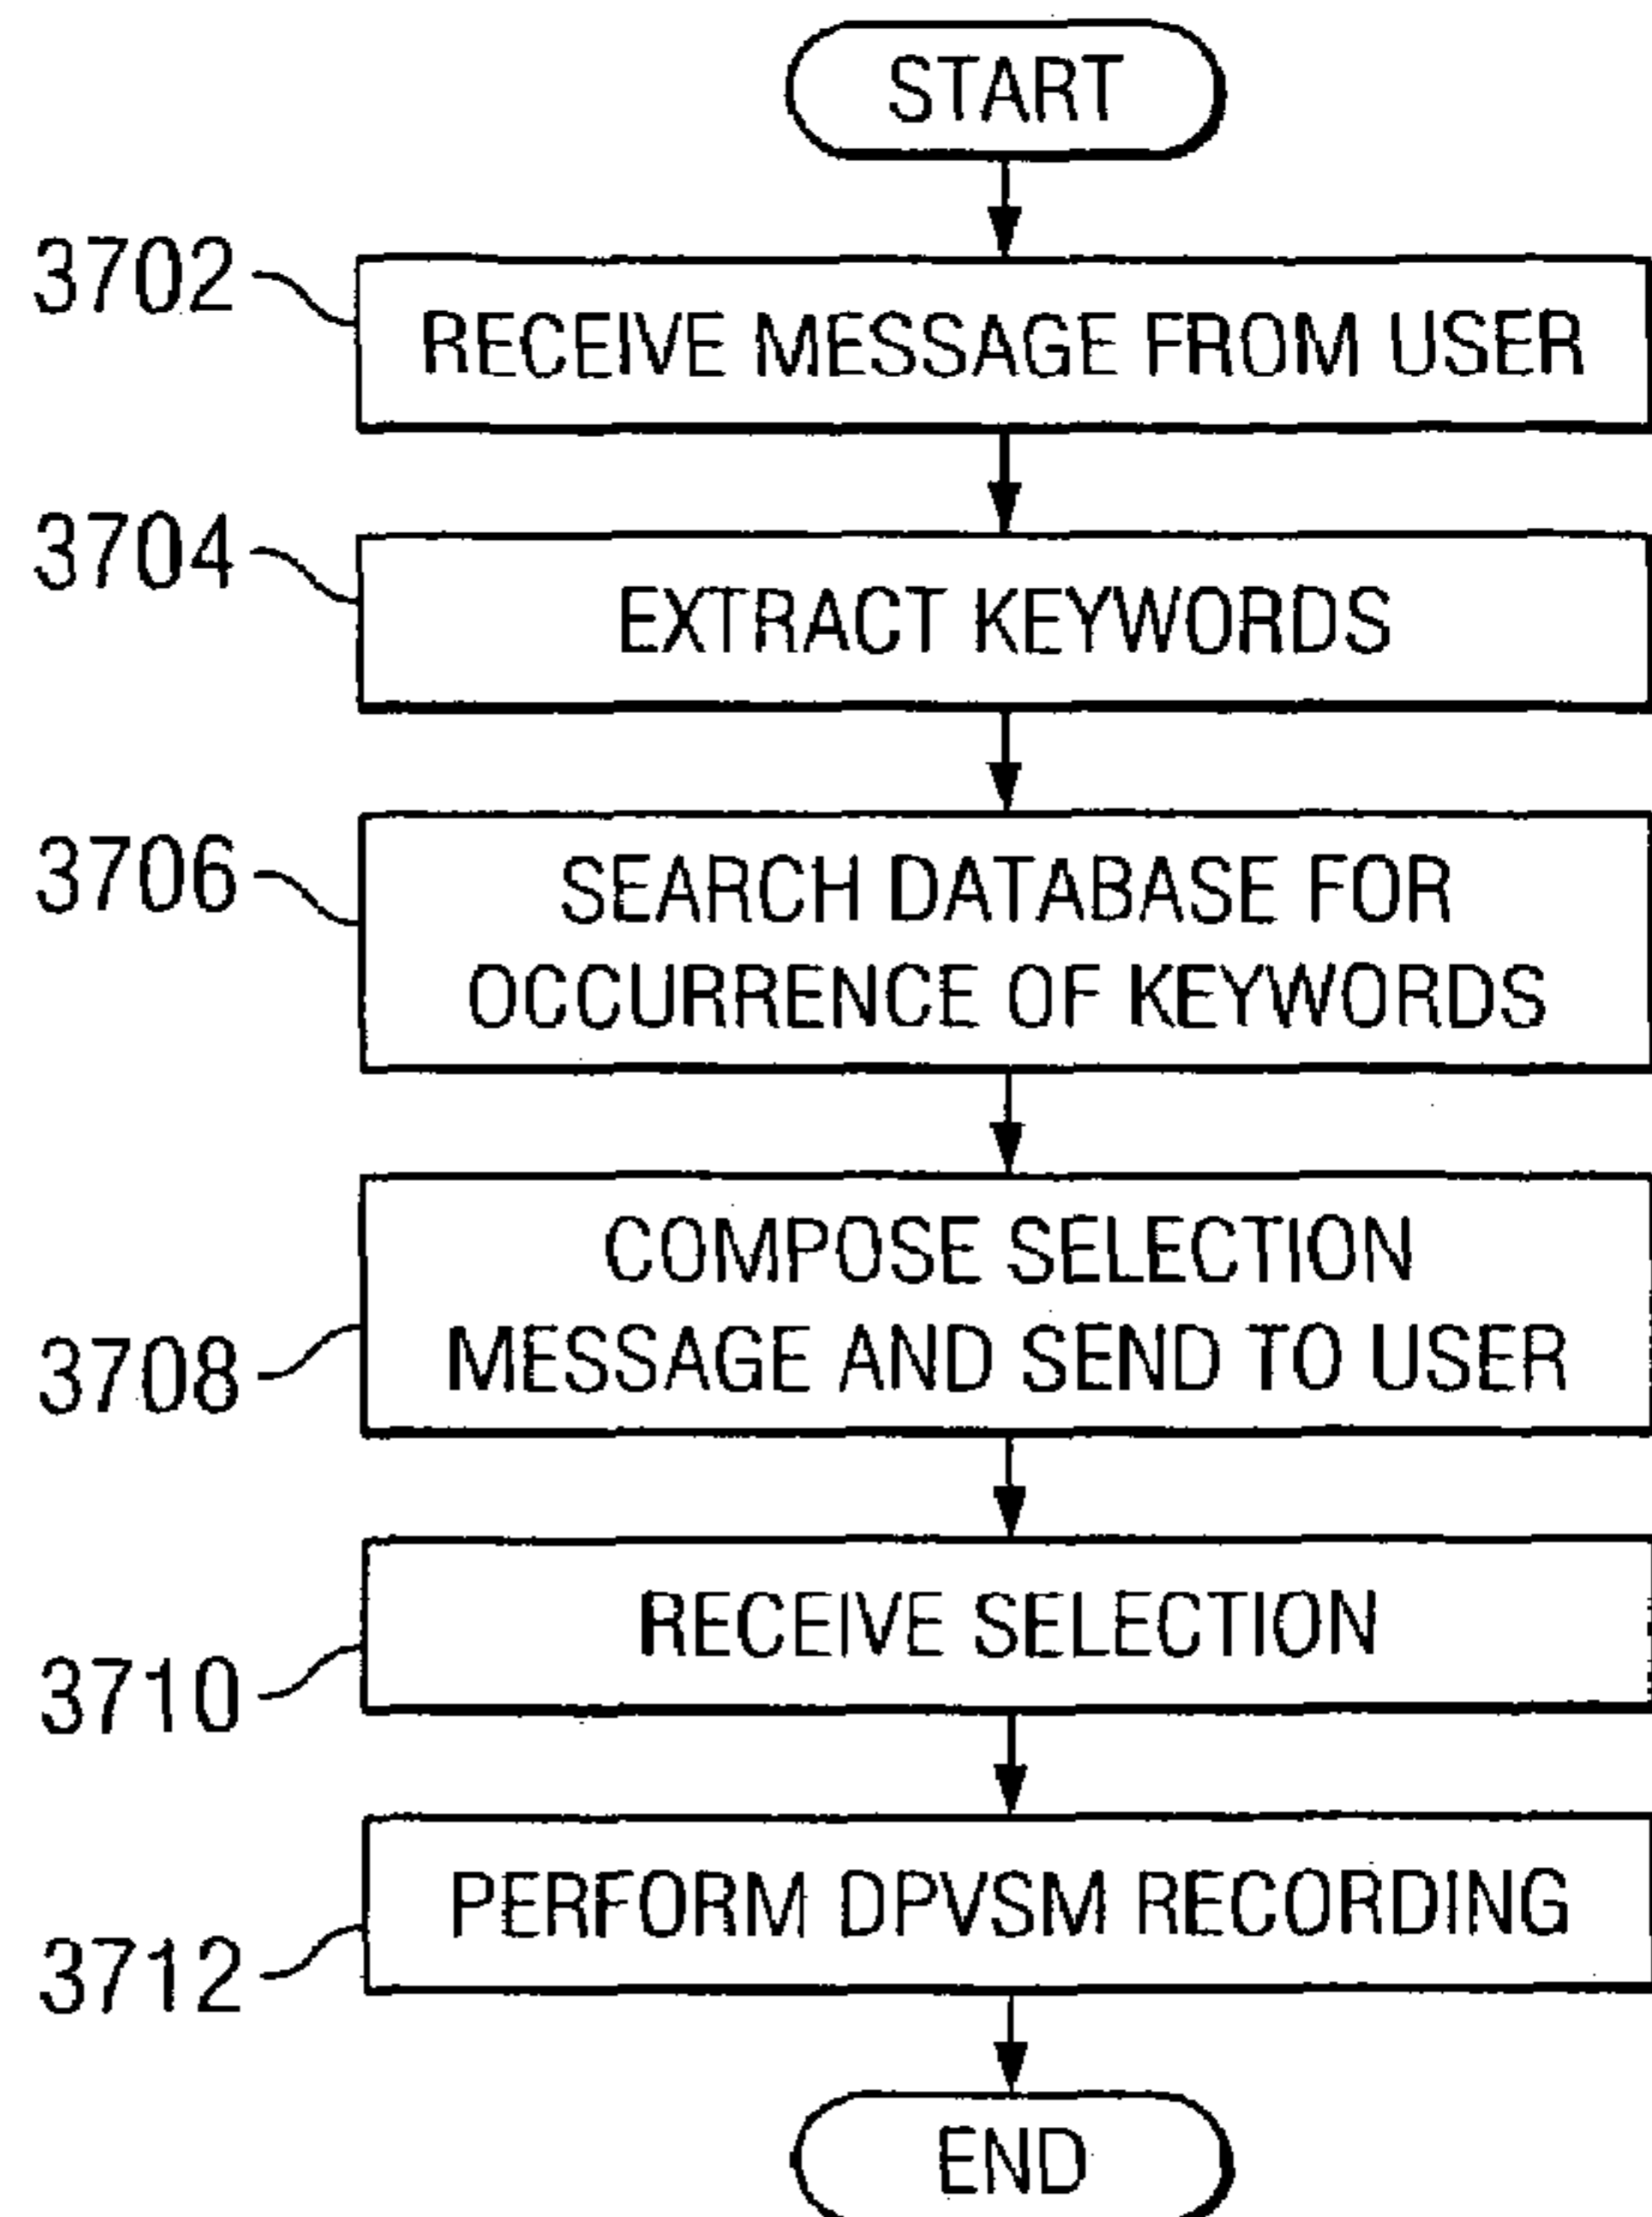 START
3702
RECEIVE MESSAGE FROM USER
3704
EXTRACT KEYWORDS
3706
SEARCH DATABASE FOR
OCCURRENCE OF KEYWORDS
3708
COMPOSE SELECTION
MESSAGE AND SEND TO USER
3710
RECEIVE SELECTION
3712
PERFORM DPVSM RECORDING
END